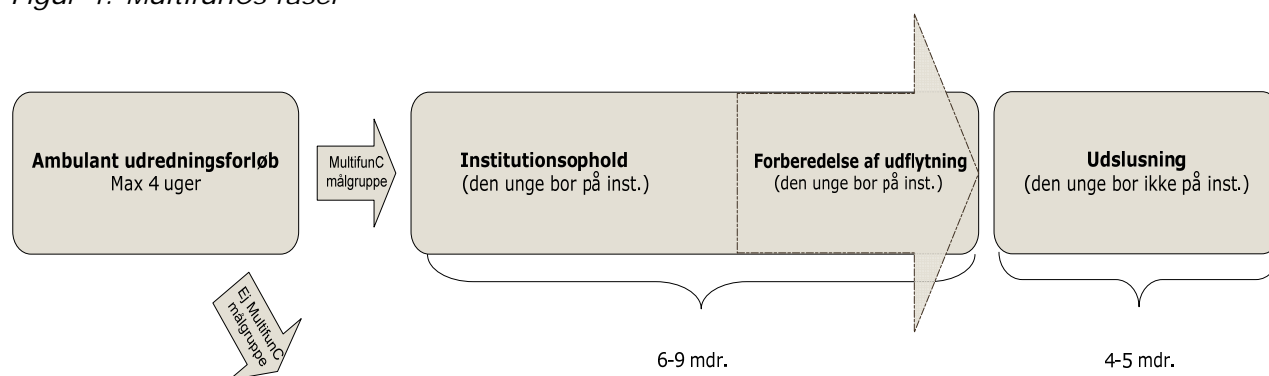 Figur MultifunCs faser
Ambulant udredningsforløb
Max 4 uger
MultifunC
målgruppe
Institutionsophold
(den unge bor på inst.)
Forberedelse af udflytning
(den unge bor på inst.)
Udslusning
(den unge bor ikke på inst.)
Ej MultifunC
målgruppe
6-9 mdr.
4-5 mdr.